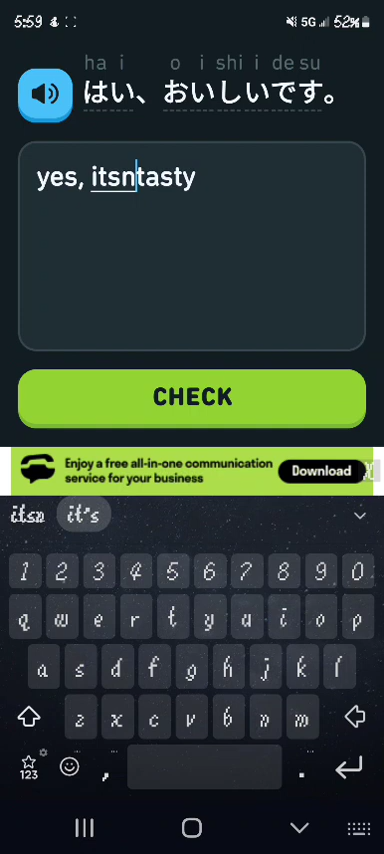 5:59 5G 52%
ha i o i shi i de su
はい、おいしいです。
yes, itsntasty
CHECK
Enjoy a free all-in-one communication
service for your business
Download
itsn it's
1 2 3 4 5 6 7 8 9 0
q w e r t y u i o p
a s d f g h j k l
z x c v b n m
123 , .